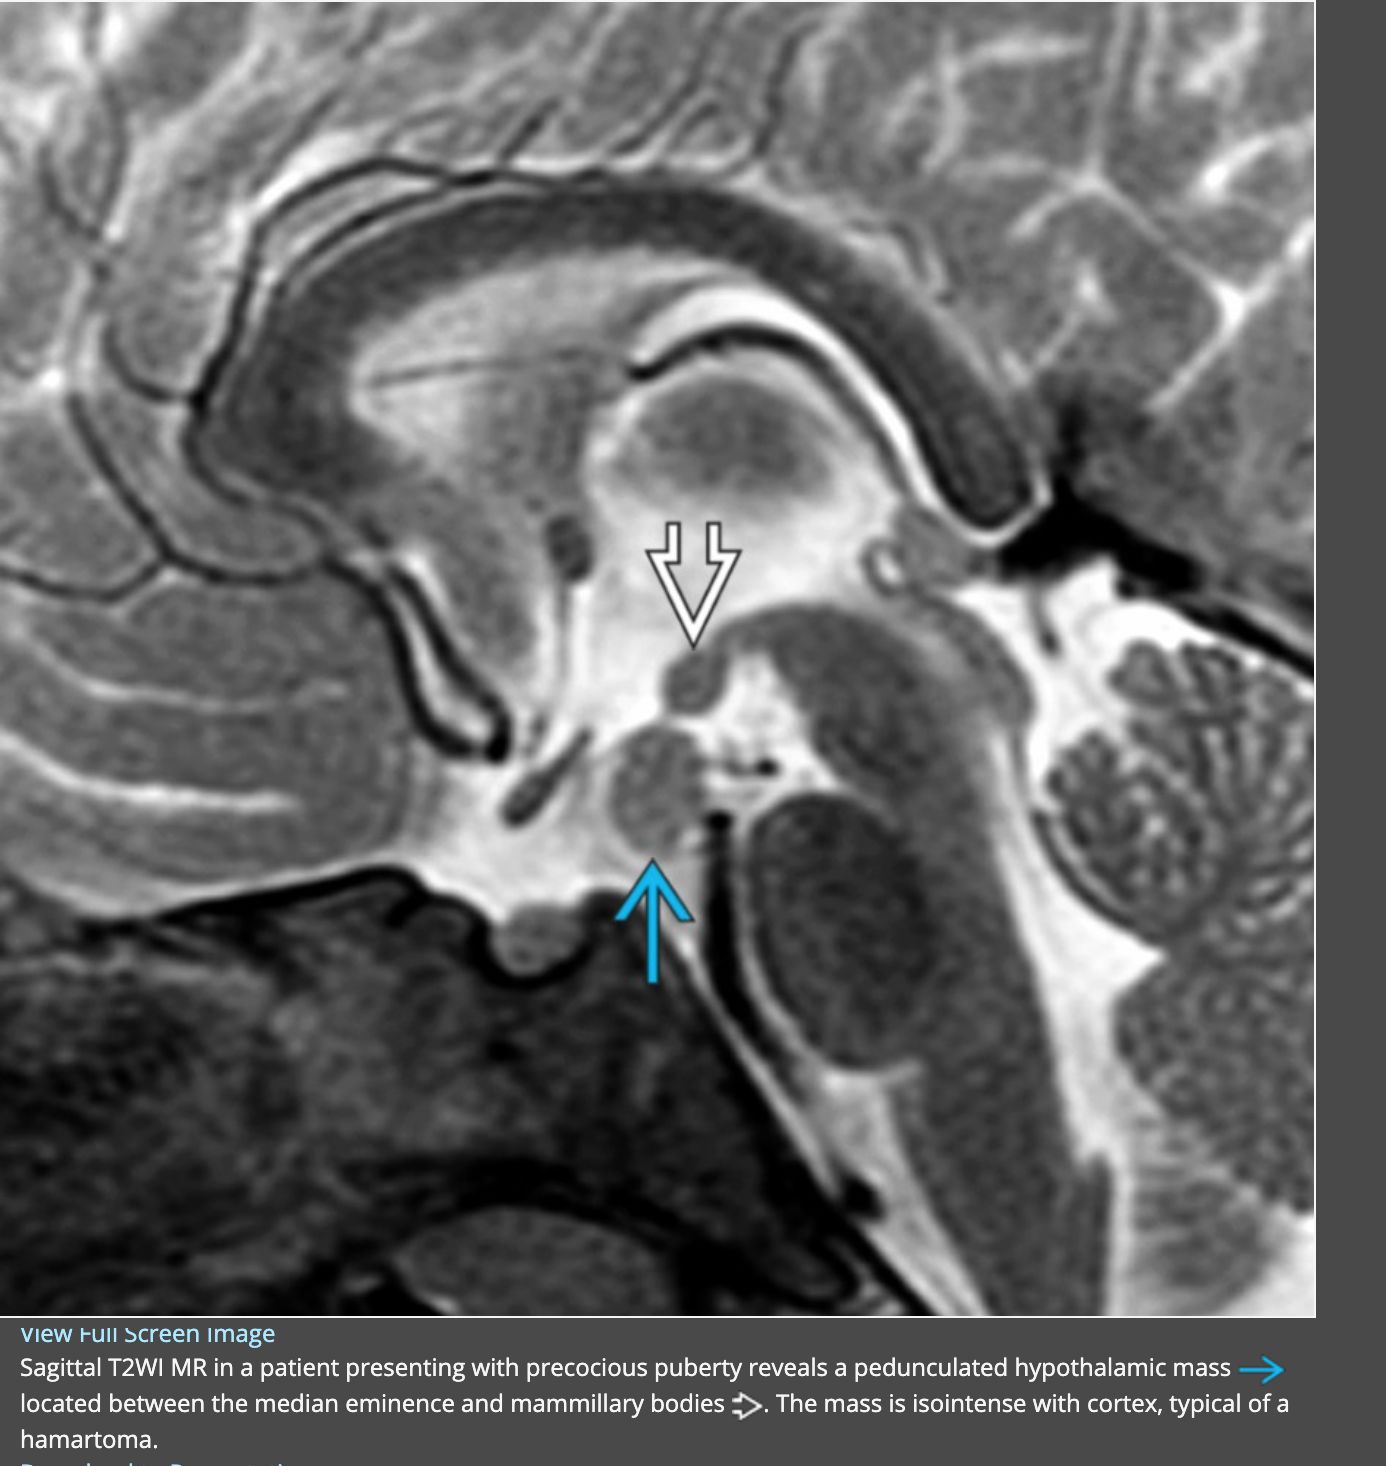 View Full Screen Image
Sagittal T2WI MR in a patient presenting with precocious puberty reveals a pedunculated hypothalamic mass
located between the median eminence and mammillary bodies . The mass is isointense with cortex, typical of a
hamartoma.